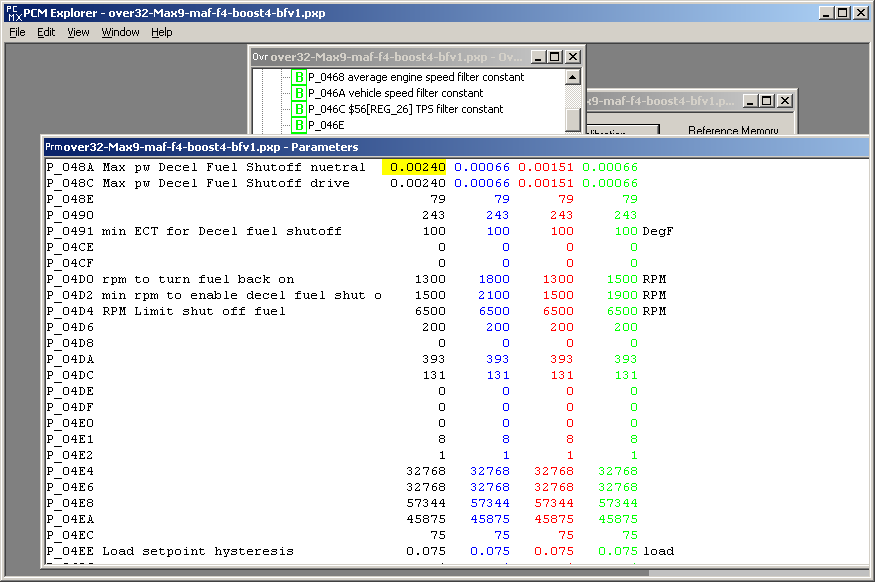 PCM Explorer - over32-Max9-maf-f4-boost4-bfv1.pxp
File Edit View Window Help
Ovr over32-Max9-maf-f4-boost4-bfv1.pxp - Ov...
B P_0468 average engine speed filter constant
B P_046A vehicle speed filter constant
B P_046C $56[REG_26] TPS filter constant
B P_046E
x9-maf-f4-boost4-bfv1.p...
Reference Memory
Prm over32-Max9-maf-f4-boost4-bfv1.pxp - Parameters
P_048A Max pw Decel Fuel Shutoff nuetral 0.00240 0.00066 0.00151 0.00066
P_048C Max pw Decel Fuel Shutoff drive 0.00240 0.00066 0.00151 0.00066
P_048E 79 79 79 79
P_0490 243 243 243 243
P_0491 min ECT for Decel fuel shutoff 100 100 100 100 DegF
P_04CE 0 0 0 0
P_04CF 0 0 0 0
P_04D0 rpm to turn fuel back on 1300 1800 1300 1500 RPM
P_04D2 min rpm to enable decel fuel shut o 1500 2100 1500 1900 RPM
P_04D4 RPM Limit shut off fuel 6500 6500 6500 6500 RPM
P_04D6 200 200 200 200
P_04D8 0 0 0 0
P_04DA 393 393 393 393
P_04DC 131 131 131 131
P_04DE 0 0 0 0
P_04DF 0 0 0 0
P_04E0 0 0 0 0
P_04E1 8 8 8 8
P_04E2 1 1 1 1
P_04E4 32768 32768 32768 32768
P_04E6 32768 32768 32768 32768
P_04E8 57344 57344 57344 57344
P_04EA 45875 45875 45875 45875
P_04EC 75 75 75 75
P_04EE Load setpoint hysteresis 0.075 0.075 0.075 0.075 load